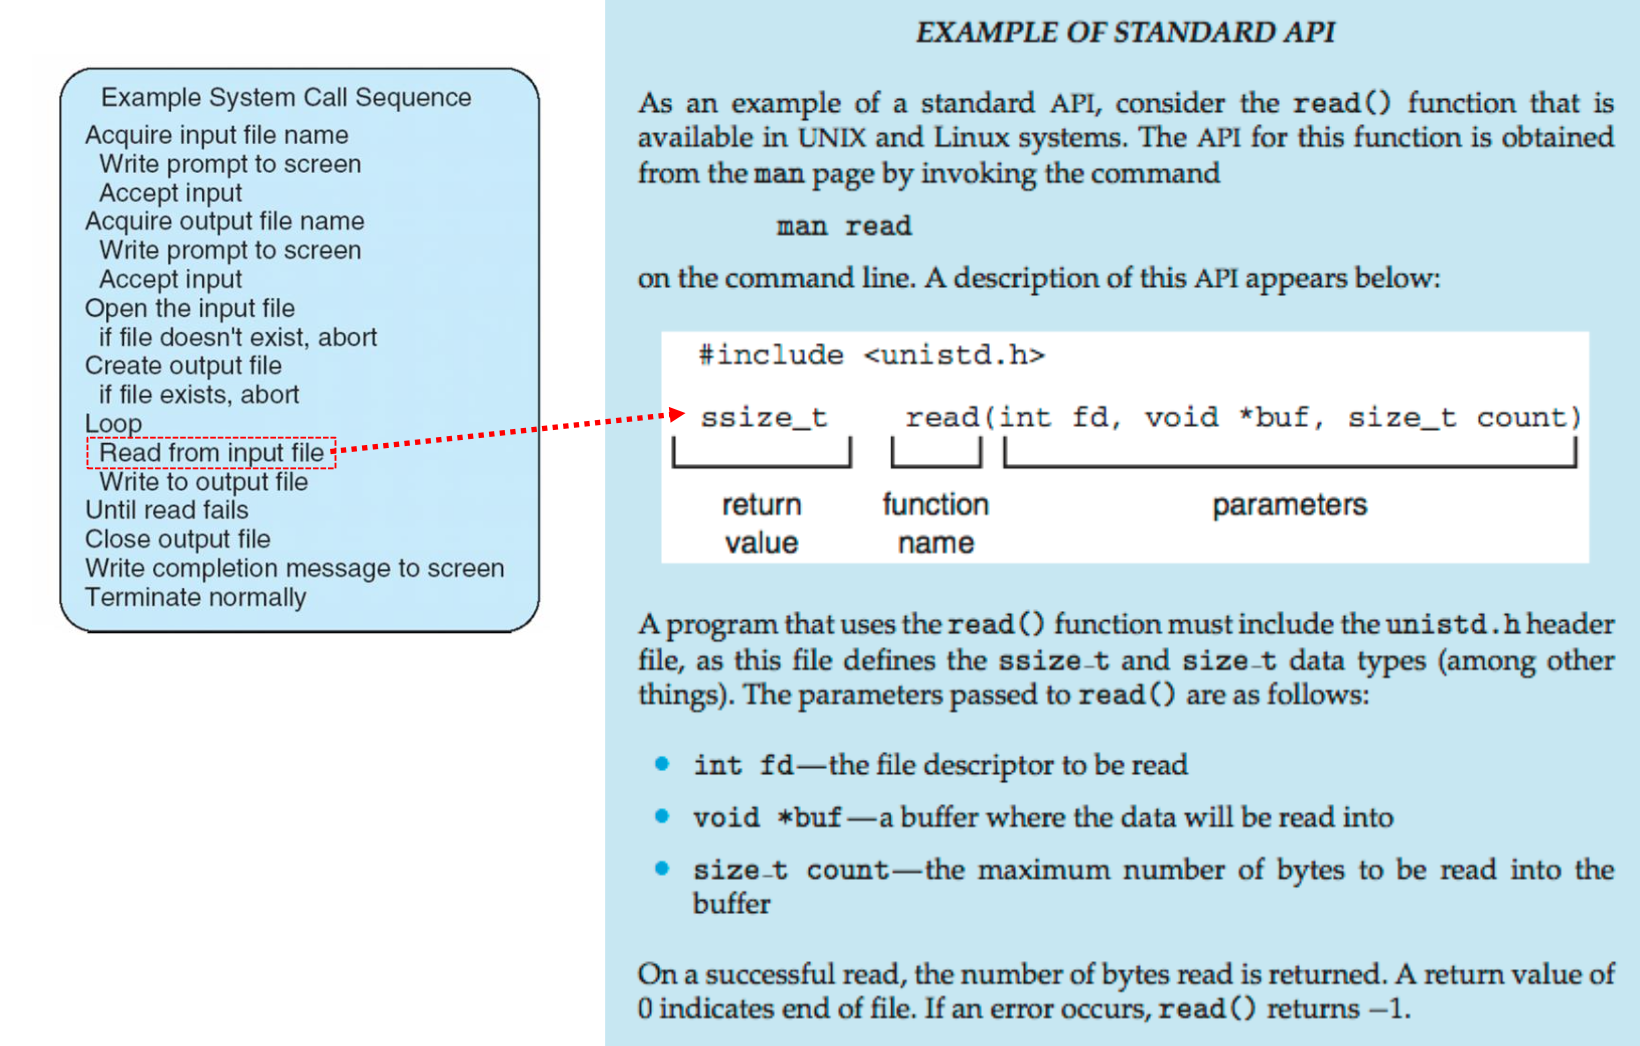 Example System Call Sequence
Acquire input file name
Write prompt to screen
Accept input
Acquire output file name
Write prompt to screen
Accept input
Open the input file
if file doesn't exist, abort
Create output file
if file exists, abort
Loop
Read from input file
Write to output file
Until read fails
Close output file
Write completion message to screen
Terminate normally
EXAMPLE OF STANDARD API
As an example of a standard API, consider the read() function that is
available in UNIX and Linux systems. The API for this function is obtained
from the man page by invoking the command
man read
on the command line. A description of this API appears below:
#include <unistd.h>
ssize_t read(int fd, void *buf, size_t count)
return function parameters
value name
A program that uses the read() function must include the unistd.h header
file, as this file defines the ssize_t and size_t data types (among other
things). The parameters passed to read() are as follows:
• int fd—the file descriptor to be read
• void *buf—a buffer where the data will be read into
• size_t count—the maximum number of bytes to be read into the
buffer
On a successful read, the number of bytes read is returned. A return value of
0 indicates end of file. If an error occurs, read() returns −1.